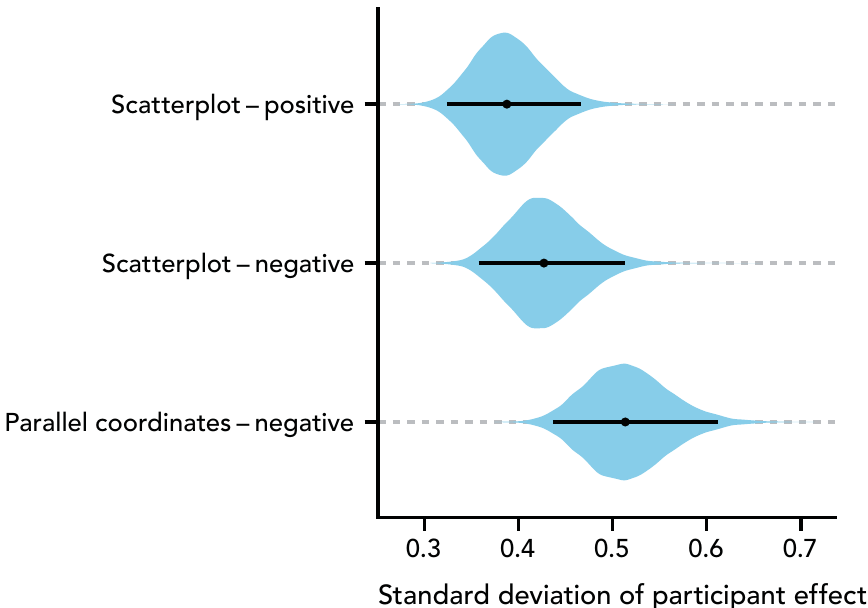 Scatterplot – positive
Scatterplot – negative
Parallel coordinates – negative
0.3 0.4 0.5 0.6 0.7
Standard deviation of participant effect